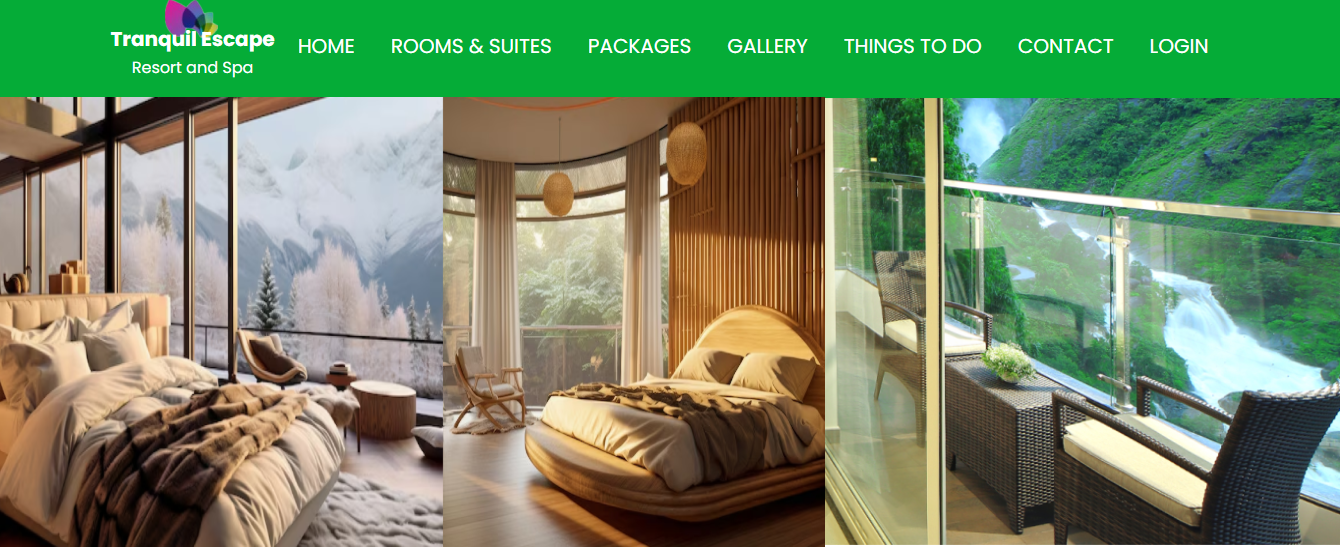 Tranquil Escape
Resort and Spa
HOME ROOMS & SUITES PACKAGES GALLERY THINGS TO DO CONTACT LOGIN